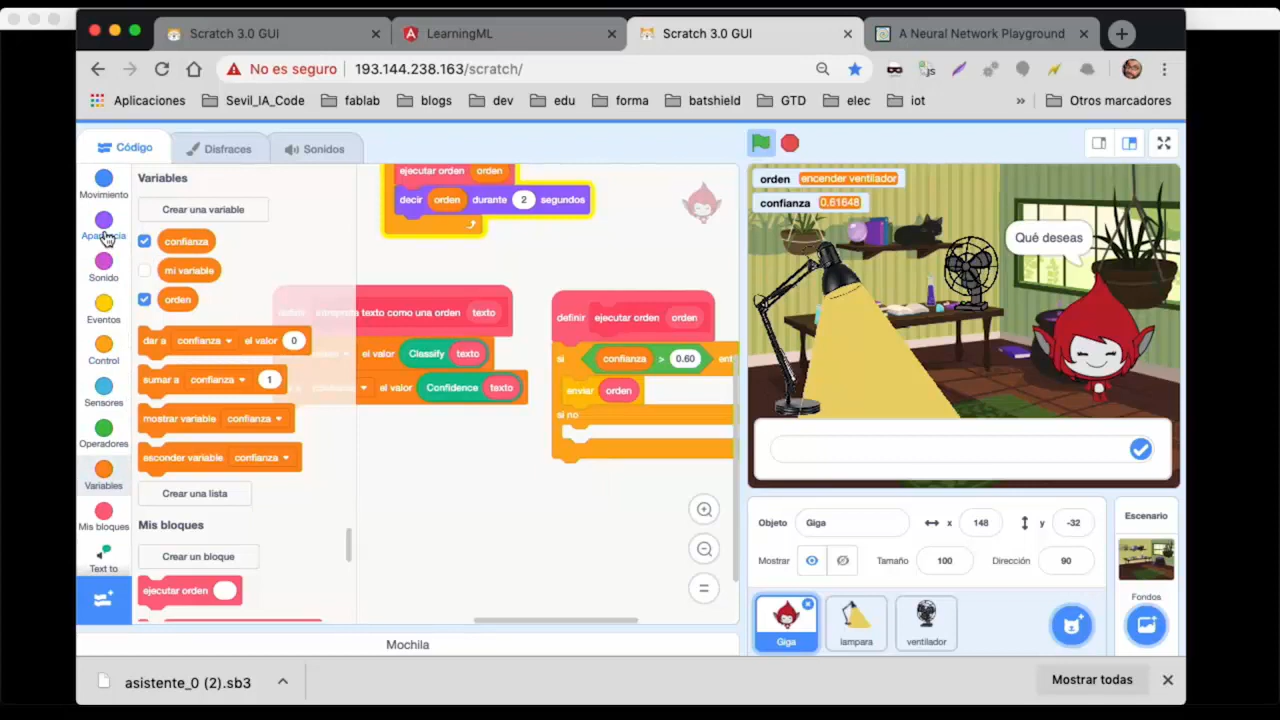 Scratch 3.0 GUI
LearningML
Scratch 3.0 GUI
A Neural Network Playground
No es seguro
193.144.238.163/scratch/
Aplicaciones
Sevil_IA_Code
fablab
blogs
dev
edu
forma
batshield
GTD
elec
iot
»
Otros marcadores
Código
Disfraces
Sonidos
Movimiento
Apariencia
Sonido
Eventos
Control
Sensores
Operadores
Variables
Mis bloques
Text to
Variables
Crear una variable
confianza
mi variable
orden
dar a confianza el valor 0
sumar a confianza 1
mostrar variable confianza
esconder variable confianza
Crear una lista
Mis bloques
Crear un bloque
ejecutar orden
ejecutar orden orden
decir orden durante 2 segundos
definir interpreta texto como una orden texto
el valor Classify texto
el valor Confidence texto
definir ejecutar orden orden
si confianza > 0.60 ent
enviar orden
si no
orden encender ventilador
confianza 0.61648
Qué deseas
Objeto
Giga
x
148
y
-32
Mostrar
Tamaño
100
Dirección
90
Giga
lampara
ventilador
Escenario
Fondos
Mochila
asistente_0 (2).sb3
Mostrar todas